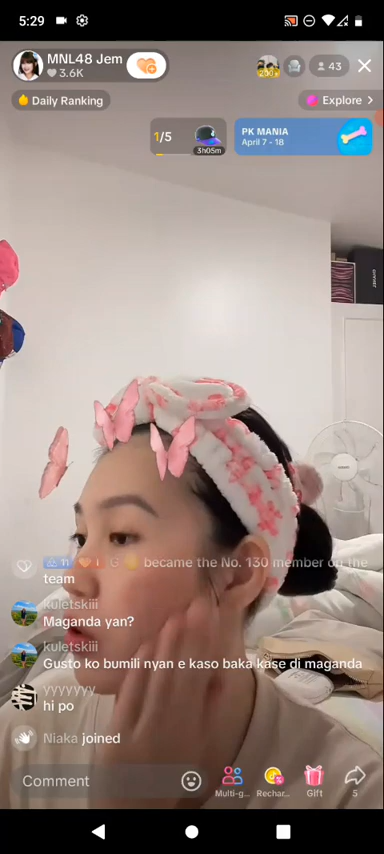 5:29
MNL48 Jem
3.6K
43
Daily Ranking
Explore
1/5
3h05m
PK MANIA
April 7 - 18
11
1
G
became the No. 130 member on the
team
kuletskiii
Maganda yan?
kuletskiii
Gusto ko bumili nyan e kaso baka kase di maganda
yyyyyyy
hi po
Niaka joined
Comment
Multi-g...
Rechar...
Gift
5